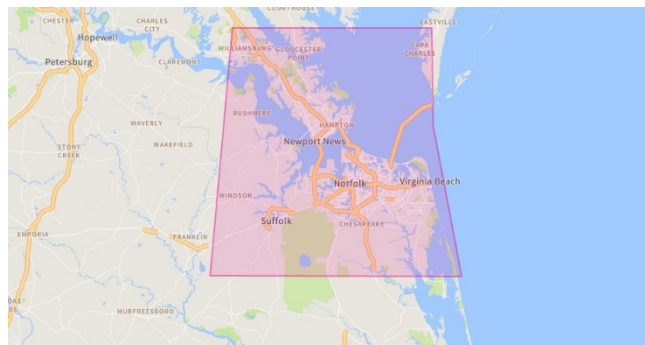 COURTHOUSE
CHESTER
CHARLES
CITY
EASTVILLE
Hopewell
WILLIAMSBURG
GLOUCESTER
POINT
CAPE
CHARLES
Petersburg
CLAREMONT
RUSHMERE
WAVERLY
HAMPTON
STONY
CREEK
WAKEFIELD
Newport News
WINDSOR
Norfolk
Virginia Beach
Suffolk
CHESAPEAKE
EMPORIA
FRANKLIN
MURFREESBORO